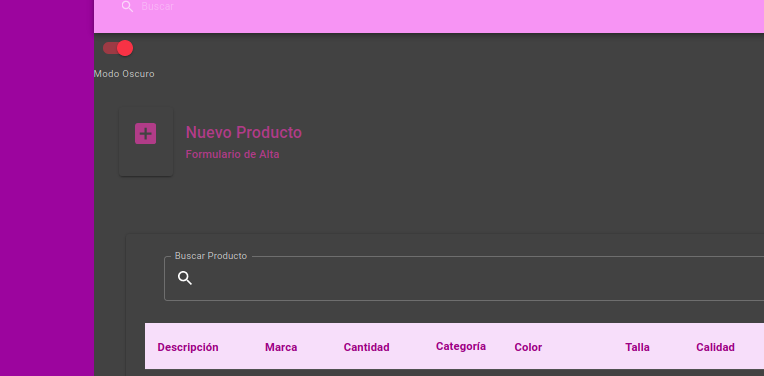 Buscar
Modo Oscuro
Nuevo Producto
Formulario de Alta
Buscar Producto
Descripción Marca Cantidad Categoría Color Talla Calidad